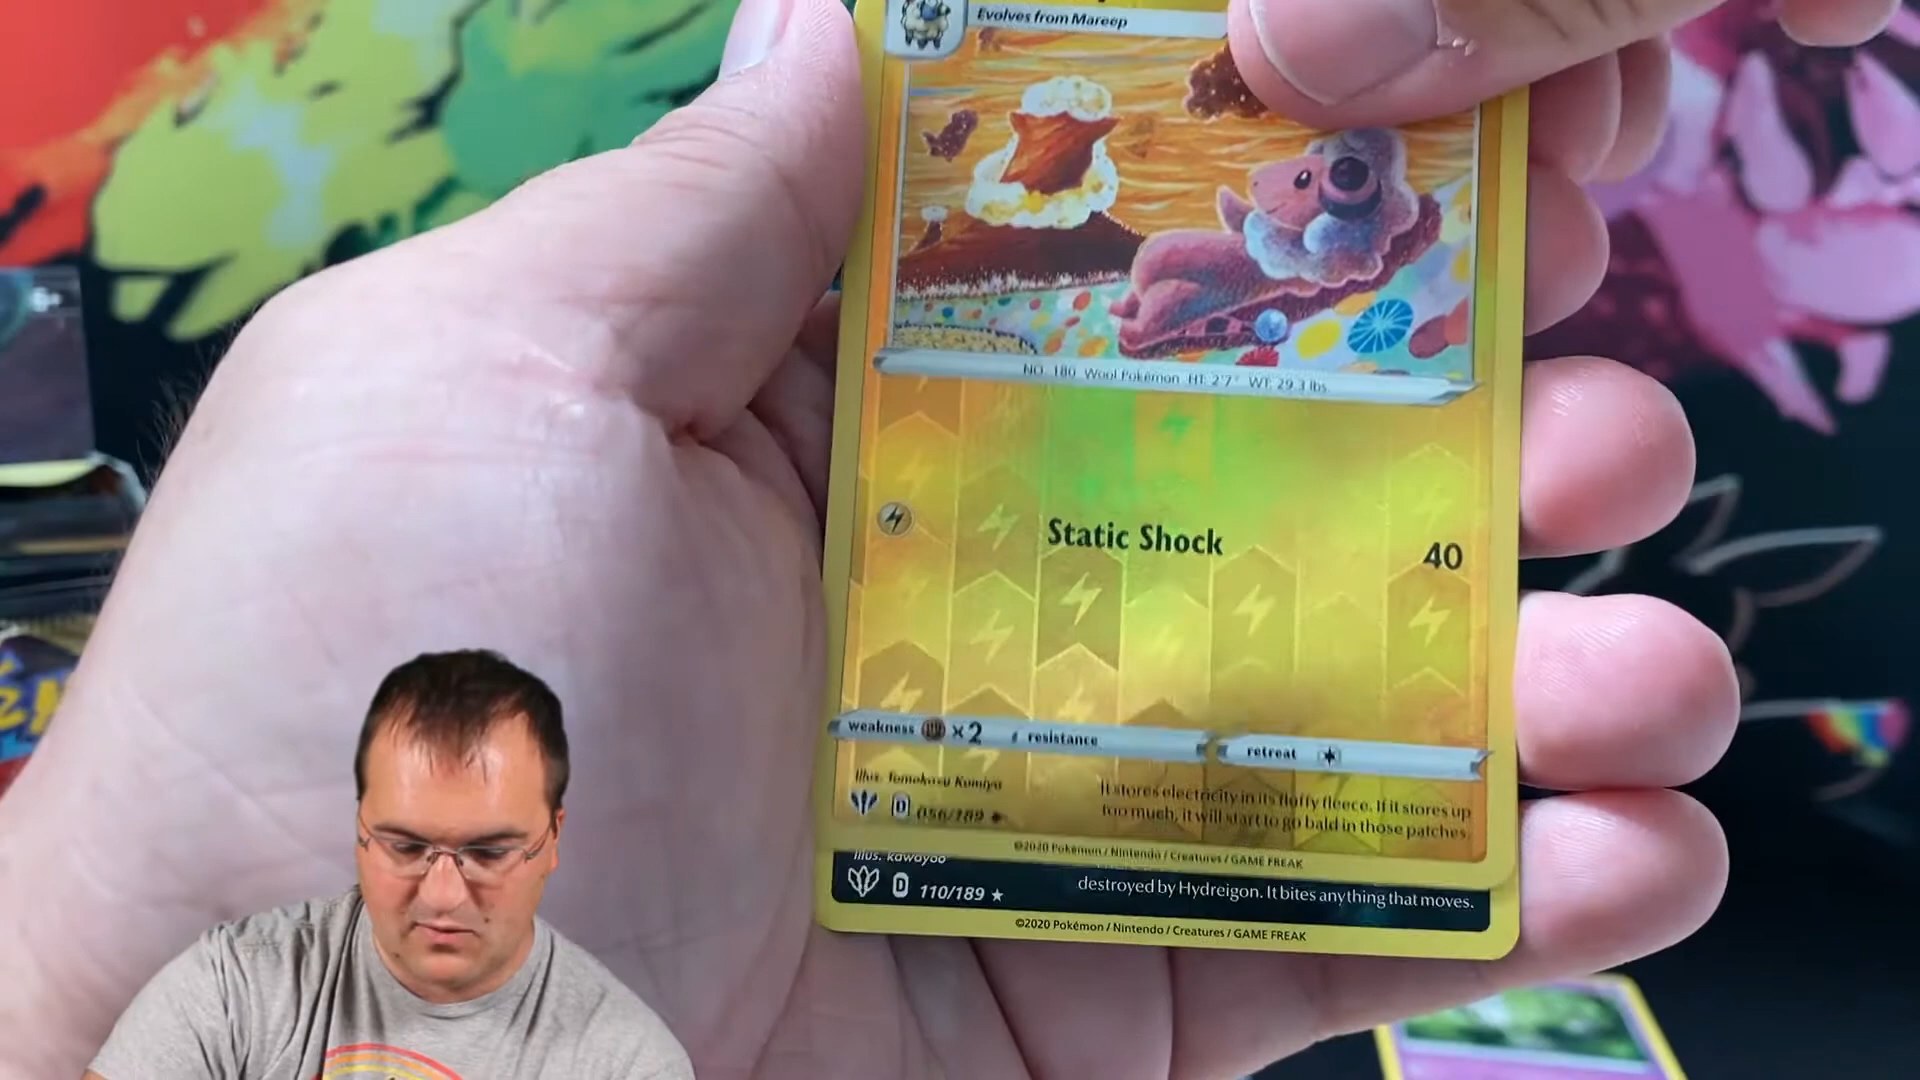 Evolves from Mareep
NO. 180 Wool Pokémon HT: 2'7" WT: 29.3 lbs.
Static Shock 40
weakness ×2 resistance retreat
Illus. Tomokazu Komiya
It stores electricity in its fluffy fleece. If it stores up
too much, it will start to go bald in those patches.
D 056/189
©2020 Pokémon / Nintendo / Creatures / GAME FREAK
Illus. kawayoo
destroyed by Hydreigon. It bites anything that moves.
D 110/189
©2020 Pokémon / Nintendo / Creatures / GAME FREAK